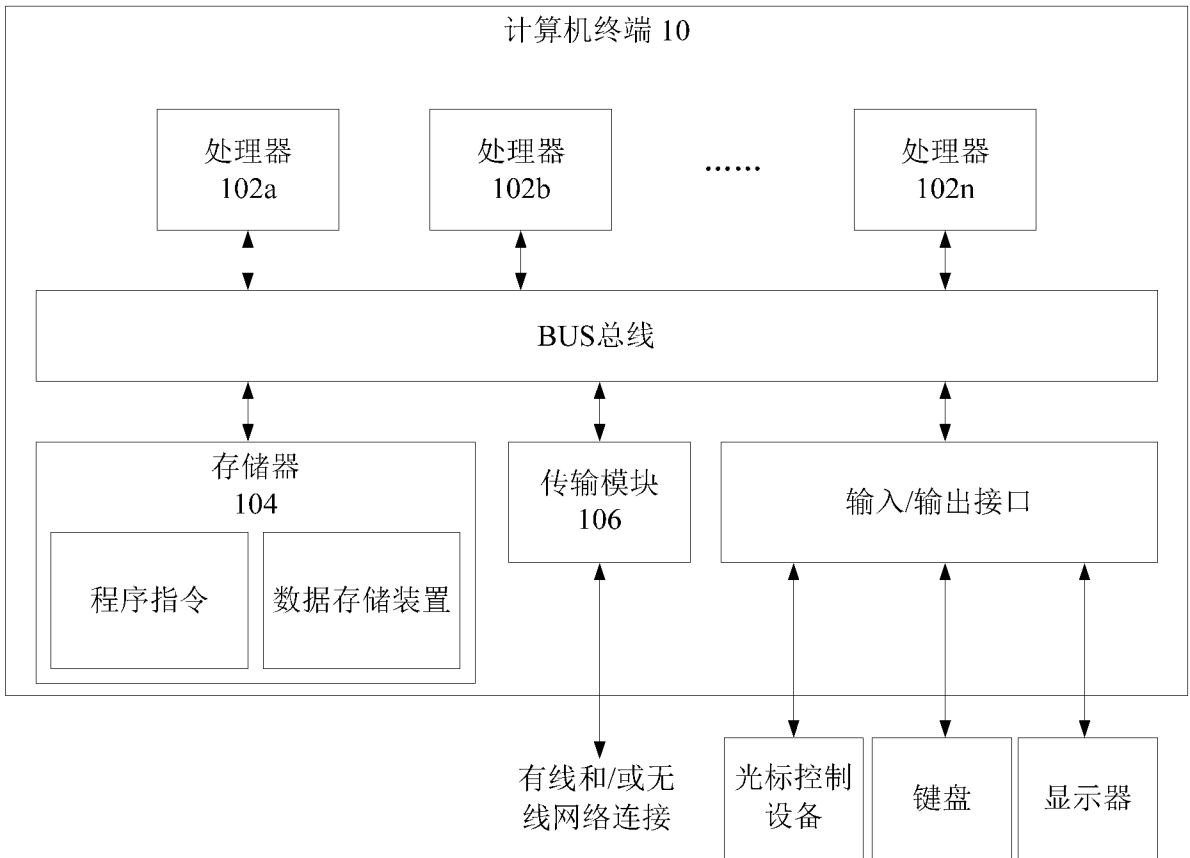 计算机终端 10
处理器
102a
处理器
102b
……
处理器
102n
BUS总线
存储器
104
程序指令
数据存储装置
传输模块
106
输入/输出接口
有线和/或无
线网络连接
光标控制
设备
键盘
显示器